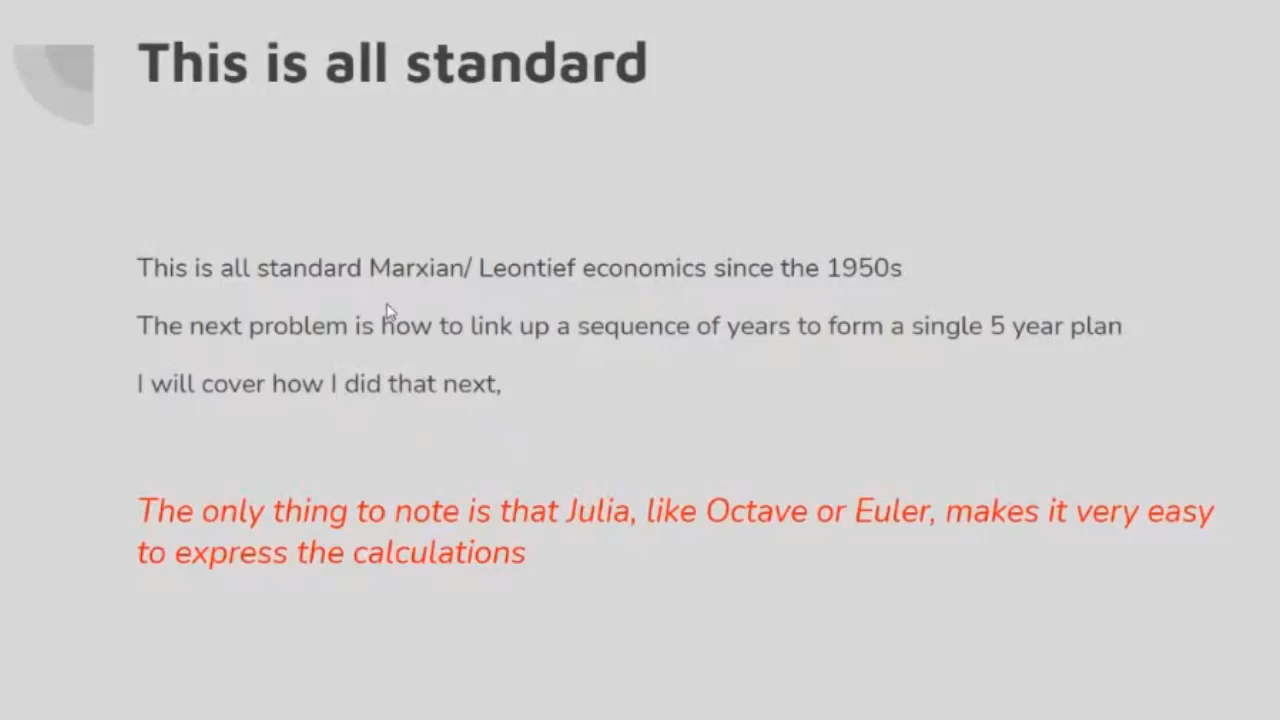 This is all standard
This is all standard Marxian/ Leontief economics since the 1950s
The next problem is how to link up a sequence of years to form a single 5 year plan
I will cover how I did that next,
The only thing to note is that Julia, like Octave or Euler, makes it very easy
to express the calculations